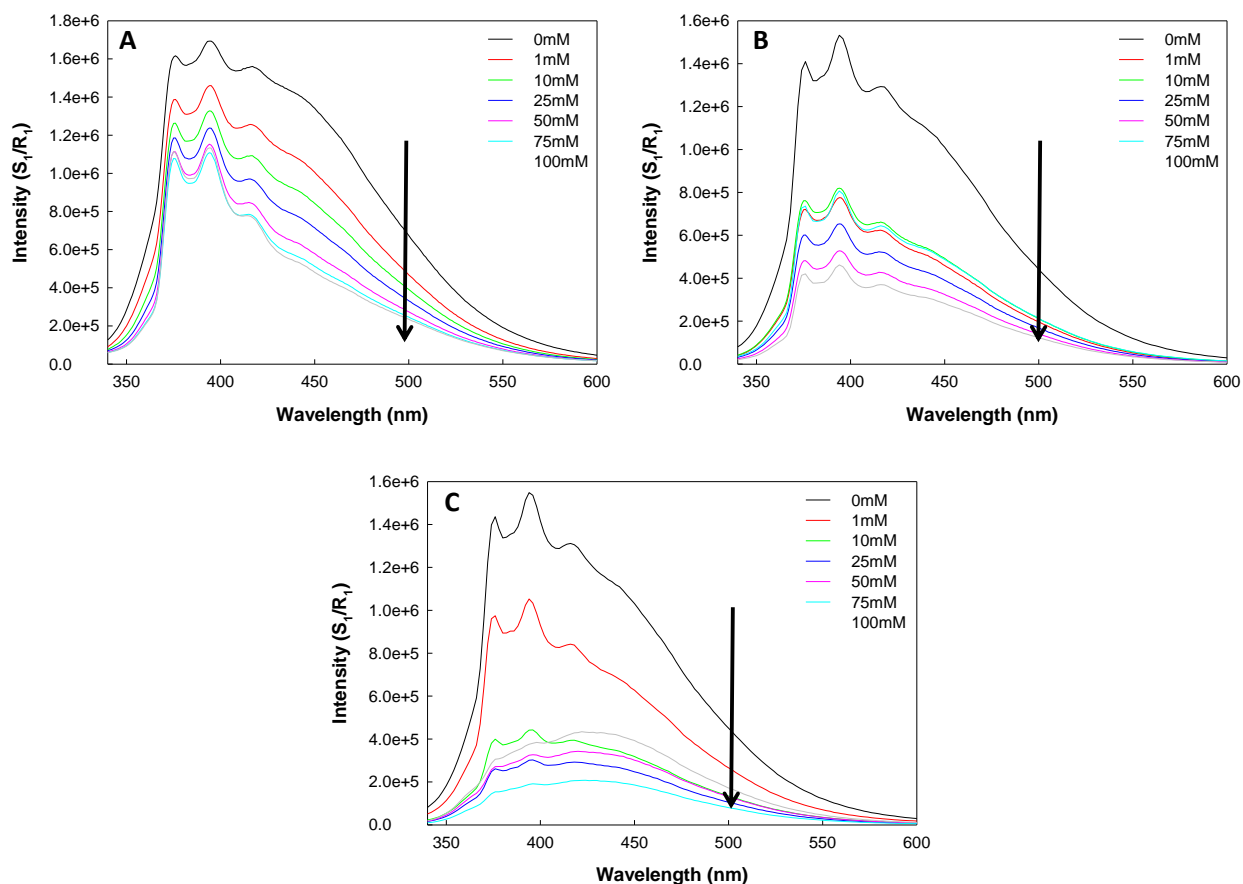 A
Intensity (S1/R1)
1.8e+6
1.6e+6
1.4e+6
1.2e+6
1.0e+6
8.0e+5
6.0e+5
4.0e+5
2.0e+5
0.0
350 400 450 500 550 600
Wavelength (nm)
0mM
1mM
10mM
25mM
50mM
75mM
100mM
B
Intensity (S1/R1)
1.6e+6
1.4e+6
1.2e+6
1.0e+6
8.0e+5
6.0e+5
4.0e+5
2.0e+5
0.0
350 400 450 500 550 600
Wavelength (nm)
0mM
1mM
10mM
25mM
50mM
75mM
100mM
C
Intensity (S1/R1)
1.6e+6
1.4e+6
1.2e+6
1.0e+6
8.0e+5
6.0e+5
4.0e+5
2.0e+5
0.0
350 400 450 500 550 600
Wavelength (nm)
0mM
1mM
10mM
25mM
50mM
75mM
100mM